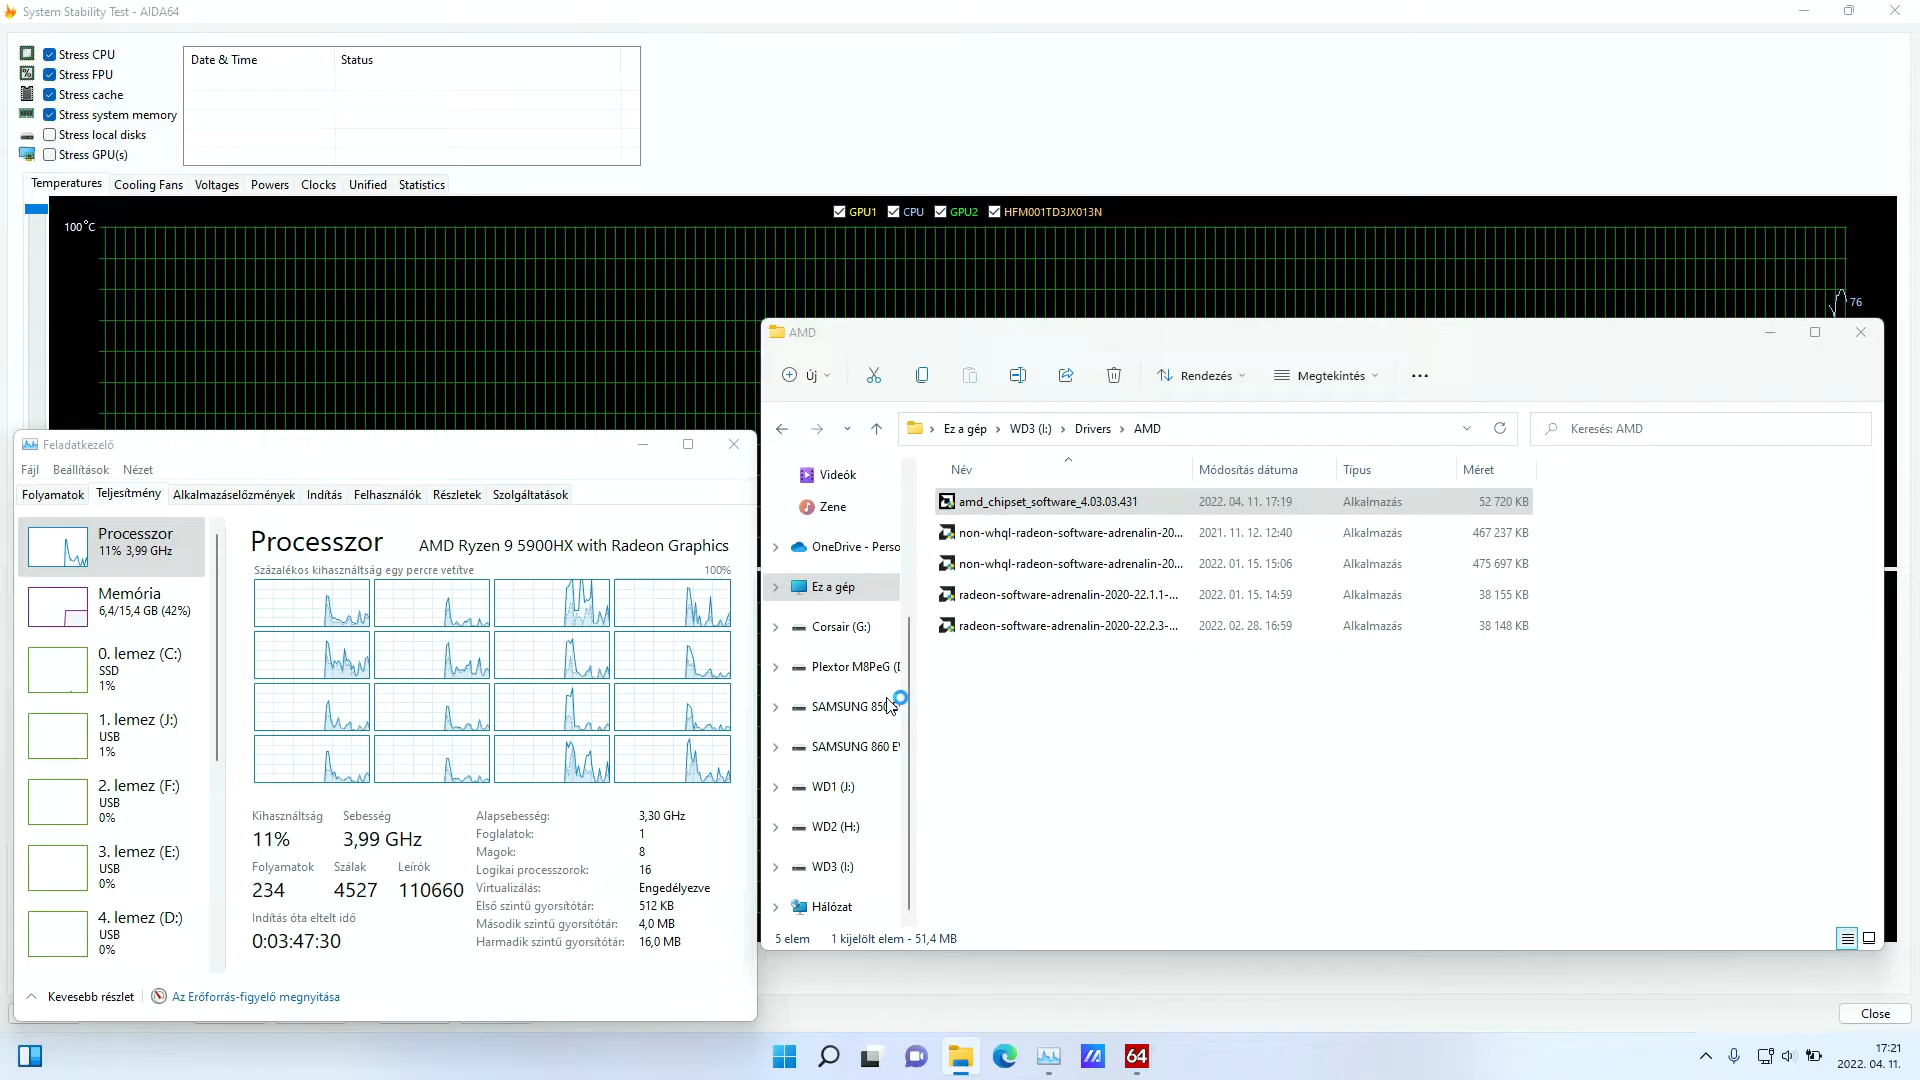 System Stability Test - AIDA64
Stress CPU
Stress FPU
Stress cache
Stress system memory
Stress local disks
Stress GPU(s)
Date & Time Status
Temperatures Cooling Fans Voltages Powers Clocks Unified Statistics
GPU1 CPU GPU2 HFM001TD3JX013N
100°C
76
AMD
Új Rendezés Megtekintés
Ez a gép WD3 (I:) Drivers AMD
Keresés: AMD
Név Módosítás dátuma Típus Méret
amd_chipset_software_4.03.03.431 2022. 04. 11. 17:19 Alkalmazás 52 720 KB
non-whql-radeon-software-adrenalin-20... 2021. 11. 12. 12:40 Alkalmazás 467 237 KB
non-whql-radeon-software-adrenalin-20... 2022. 01. 15. 15:06 Alkalmazás 475 697 KB
radeon-software-adrenalin-2020-22.1.1-... 2022. 01. 15. 14:59 Alkalmazás 38 155 KB
radeon-software-adrenalin-2020-22.2.3-... 2022. 02. 28. 16:59 Alkalmazás 38 148 KB
Videók
Zene
OneDrive - Perso
Ez a gép
Corsair (G:)
Plextor M8PeG (
SAMSUNG 850
SAMSUNG 860 E
WD1 (J:)
WD2 (H:)
WD3 (I:)
Hálózat
5 elem 1 kijelölt elem - 51,4 MB
Feladatkezelő
Fájl Beállítások Nézet
Folyamatok Teljesítmény Alkalmazáselőzmények Indítás Felhasználók Részletek Szolgáltatások
Processzor
11% 3,99 GHz
Memória
6,4/15,4 GB (42%)
0. lemez (C:)
SSD
1%
1. lemez (J:)
USB
1%
2. lemez (F:)
USB
0%
3. lemez (E:)
USB
0%
4. lemez (D:)
USB
0%
Processzor AMD Ryzen 9 5900HX with Radeon Graphics
Százalékos kihasználtság egy percre vetítve 100%
Kihasználtság Sebesség
11% 3,99 GHz
Folyamatok Szálak Leírók
234 4527 110660
Indítás óta eltelt idő
0:03:47:30
Alapsebesség: 3,30 GHz
Foglalatok: 1
Magok: 8
Logikai processzorok: 16
Virtualizálás: Engedélyezve
Első szintű gyorsítótár: 512 KB
Második szintű gyorsítótár: 4,0 MB
Harmadik szintű gyorsítótár: 16,0 MB
Kevesebb részlet Az Erőforrás-figyelő megnyitása
Close
64
17:21
2022. 04. 11.